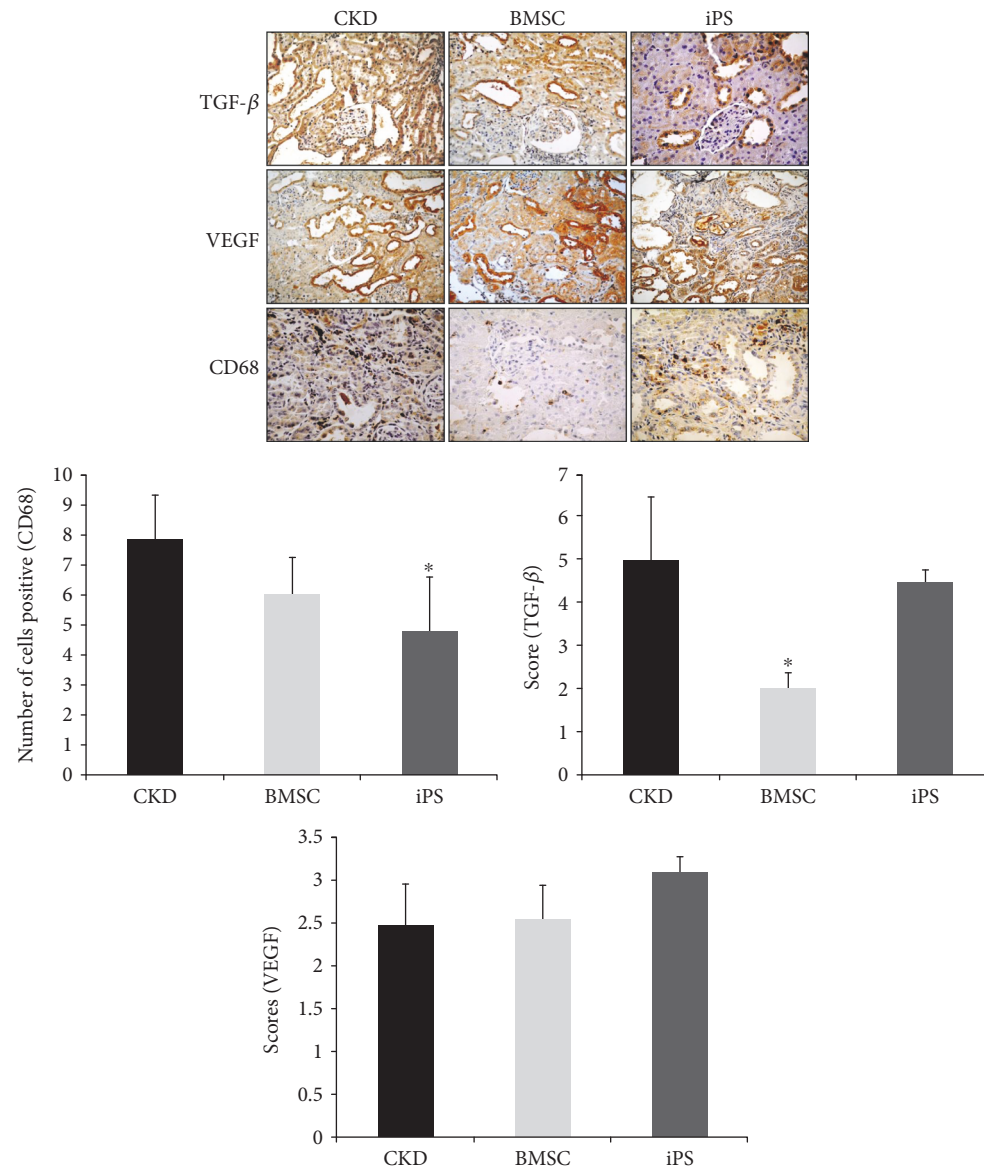 CKD BMSC iPS
TGF-β
VEGF
CD68
Number of cells positive (CD68)
10
9
8
7
6
5
4
3
2
1
0
*
CKD BMSC iPS
Score (TGF-β)
7
6
5
4
3
2
1
0
*
CKD BMSC iPS
Scores (VEGF)
3.5
3
2.5
2
1.5
1
0.5
0
CKD BMSC iPS